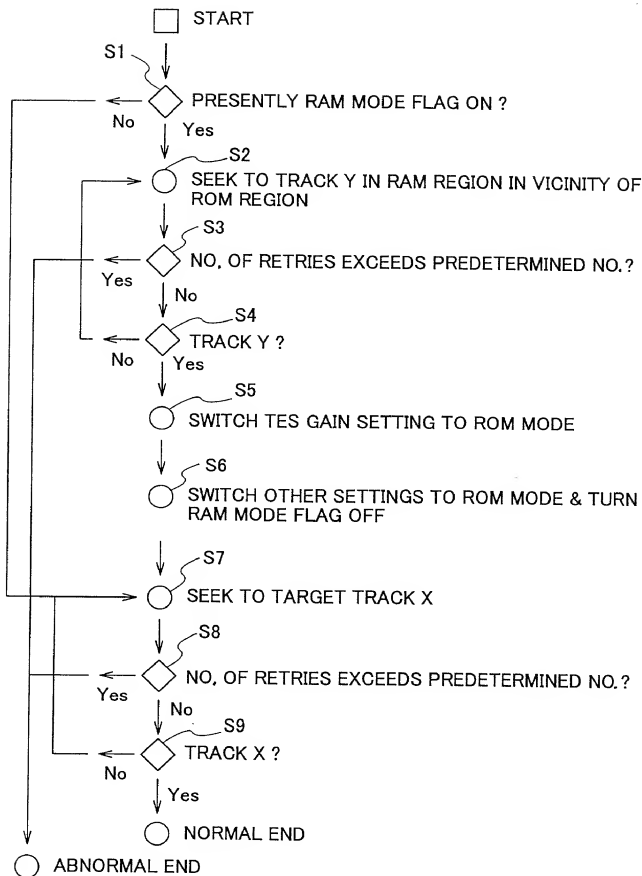 START
S1
PRESENTLY RAM MODE FLAG ON ?
No
Yes
S2
SEEK TO TRACK Y IN RAM REGION IN VICINITY OF
ROM REGION
S3
NO, OF RETRIES EXCEEDS PREDETERMINED NO.?
Yes
No
S4
TRACK Y ?
No
Yes
S5
SWITCH TES GAIN SETTING TO ROM MODE
S6
SWITCH OTHER SETTINGS TO ROM MODE & TURN
RAM MODE FLAG OFF
S7
SEEK TO TARGET TRACK X
S8
NO, OF RETRIES EXCEEDS PREDETERMINED NO.?
Yes
No
S9
TRACK X ?
No
Yes
NORMAL END
ABNORMAL END